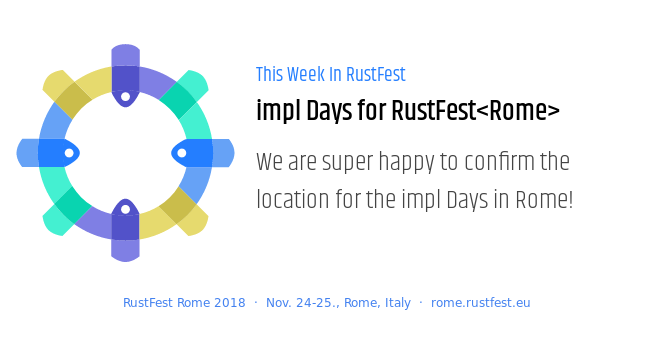 This Week In RustFest
impl Days for RustFest<Rome>
We are super happy to confirm the
location for the impl Days in Rome!
RustFest Rome 2018 · Nov. 24-25., Rome, Italy · rome.rustfest.eu